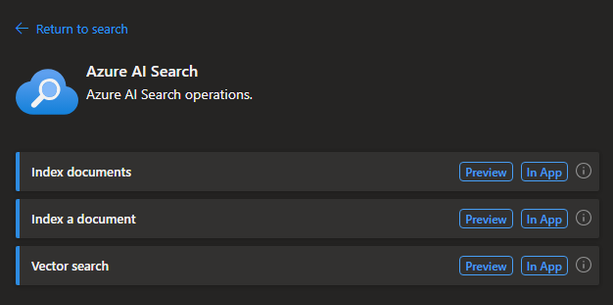 Return to search
Azure AI Search
Azure AI Search operations.
Index documents Preview In App
Index a document Preview In App
Vector search Preview In App